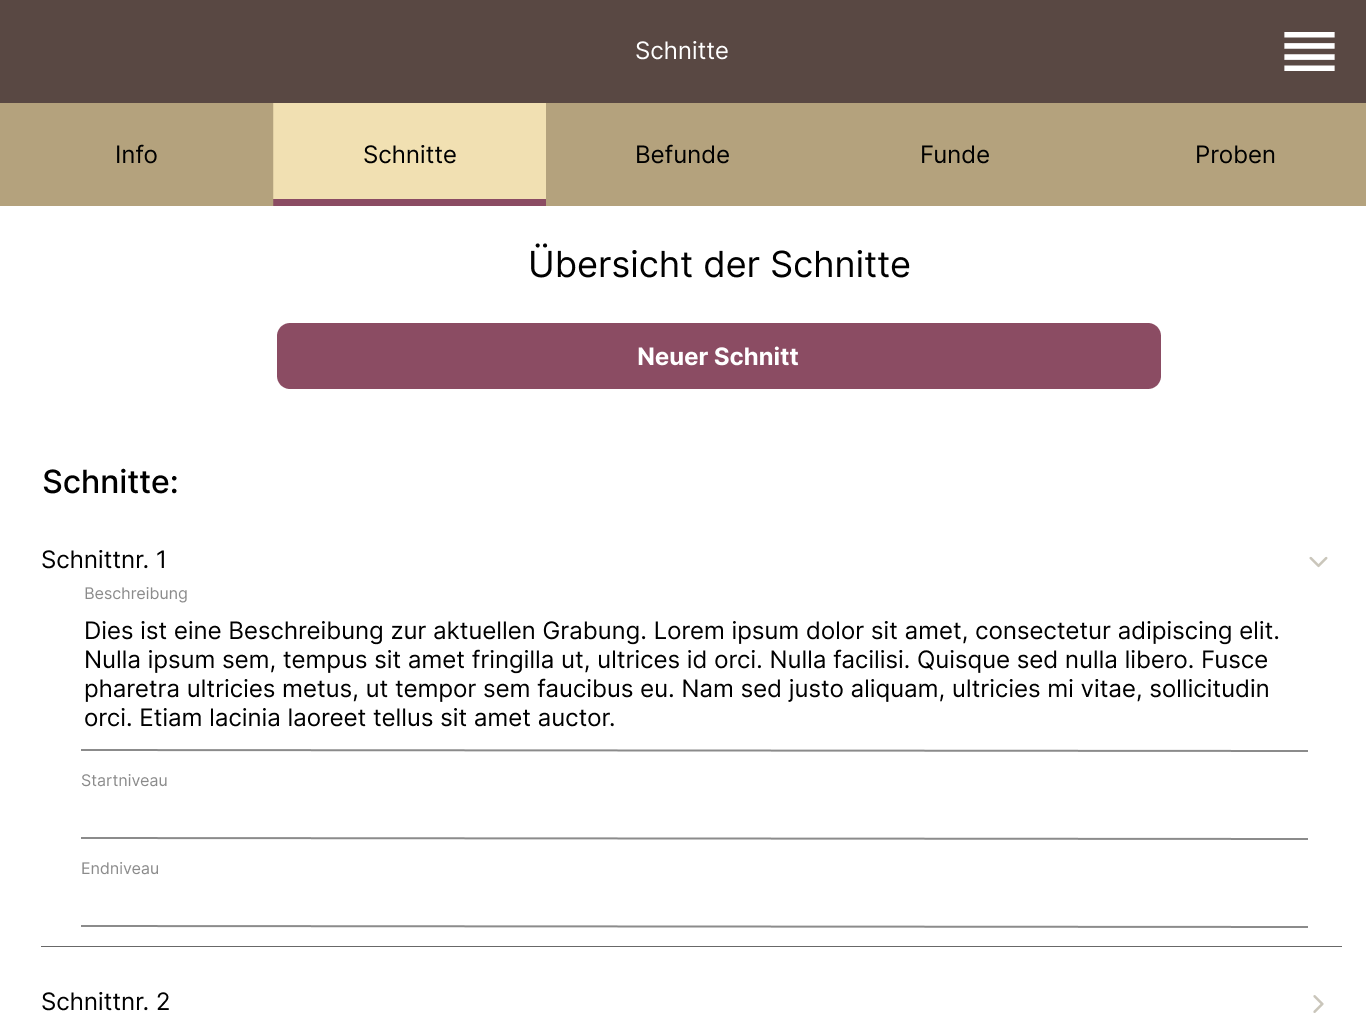 Schnitte
Info
Schnitte
Befunde
Funde
Proben
Übersicht der Schnitte
Neuer Schnitt
Schnitte:
Schnittnr. 1
Beschreibung
Dies ist eine Beschreibung zur aktuellen Grabung. Lorem ipsum dolor sit amet, consectetur adipiscing elit.
Nulla ipsum sem, tempus sit amet fringilla ut, ultrices id orci. Nulla facilisi. Quisque sed nulla libero. Fusce
pharetra ultricies metus, ut tempor sem faucibus eu. Nam sed justo aliquam, ultricies mi vitae, sollicitudin
orci. Etiam lacinia laoreet tellus sit amet auctor.
Startniveau
Endniveau
Schnittnr. 2